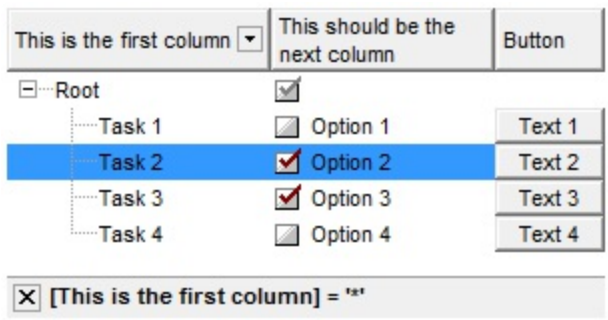 This is the first column
This should be the
next column
Button
Root
Task 1 Option 1 Text 1
Task 2 Option 2 Text 2
Task 3 Option 3 Text 3
Task 4 Option 4 Text 4
[This is the first column] = '*'